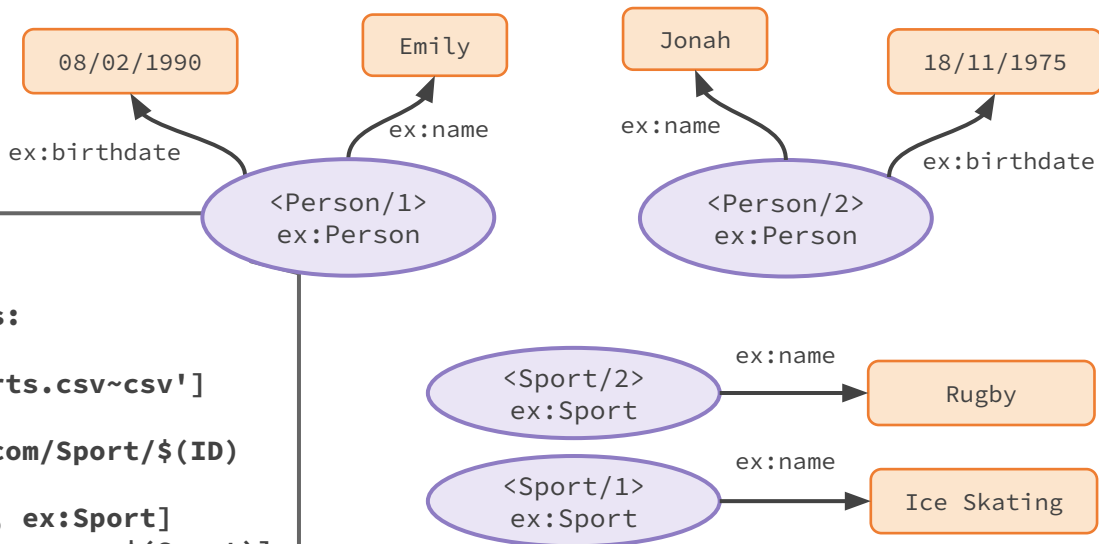 08/02/1990
Emily
Jonah
18/11/1975
ex:birthdate
ex:name
ex:name
ex:birthdate
<Person/1>
ex:Person
<Person/2>
ex:Person
s:
rts.csv~csv']
com/Sport/$(ID)
ex:Sport]
<Sport/2>
ex:Sport
ex:name
Rugby
<Sport/1>
ex:Sport
ex:name
Ice Skating